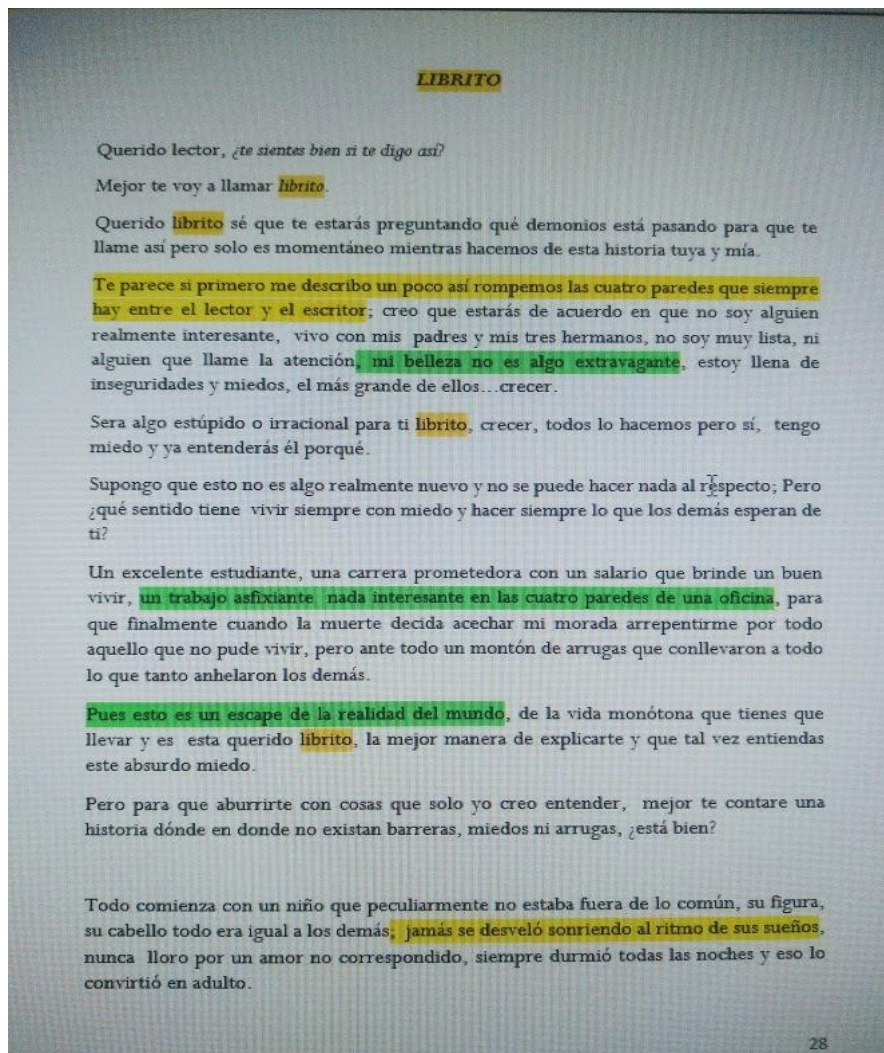 LIBRITO
Querido lector, ¿te sientes bien si te digo así?
Mejor te voy a llamar librito.
Querido librito sé que te estarás preguntando qué demonios está pasando para que te
llame así pero solo es momentáneo mientras hacemos de esta historia tuya y mía.
Te parece si primero me describo un poco así rompemos las cuatro paredes que siempre
hay entre el lector y el escritor; creo que estarás de acuerdo en que no soy alguien
realmente interesante, vivo con mis padres y mis tres hermanos, no soy muy lista, ni
alguien que llame la atención, mi belleza no es algo extravagante, estoy llena de
inseguridades y miedos, el más grande de ellos...crecer.
Sera algo estúpido o irracional para ti librito, crecer, todos lo hacemos pero sí, tengo
miedo y ya entenderás él porqué.
Supongo que esto no es algo realmente nuevo y no se puede hacer nada al respecto; Pero
¿qué sentido tiene vivir siempre con miedo y hacer siempre lo que los demás esperan de
ti?
Un excelente estudiante, una carrera prometedora con un salario que brinde un buen
vivir, un trabajo asfixiante nada interesante en las cuatro paredes de una oficina, para
que finalmente cuando la muerte decida acechar mi morada arrepentirme por todo
aquello que no pude vivir, pero ante todo un montón de arrugas que conllevaron a todo
lo que tanto anhelaron los demás.
Pues esto es un escape de la realidad del mundo, de la vida monótona que tienes que
llevar y es esta querido librito, la mejor manera de explicarte y que tal vez entiendas
este absurdo miedo.
Pero para que aburrirte con cosas que solo yo creo entender, mejor te contare una
historia dónde en donde no existan barreras, miedos ni arrugas, ¿está bien?
Todo comienza con un niño que peculiarmente no estaba fuera de lo común, su figura,
su cabello todo era igual a los demás; jamás se desveló sonriendo al ritmo de sus sueños,
nunca lloro por un amor no correspondido, siempre durmió todas las noches y eso lo
convirtió en adulto.
28